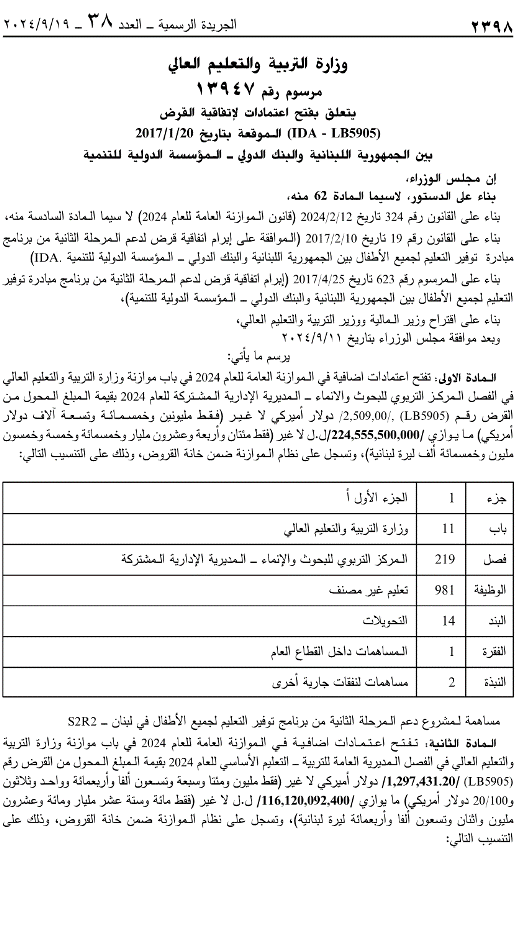 ٢٣٩٨ الجريدة الرسمية ــ العدد ٣٨ ــ ٢٠٢٤/٩/١٩
وزارة التربية والتعليم العالي
مرسوم رقم ١٣٩٤٧
يتعلق بفتح اعتمادات لإتفاقية القرض
(IDA - LB5905) الموقعة بتاريخ 2017/1/20
بين الجمهورية اللبنانية والبنك الدولي ــ المؤسسة الدولية للتنمية
إن مجلس الوزراء،
بناء على الدستور، لاسيما المادة 62 منه،
بناء على القانون رقم 324 تاريخ 2024/2/12 (قانون الموازنة العامة للعام 2024) لا سيما المادة السادسة منه،
بناء على القانون رقم 19 تاريخ 2017/2/10 (الموافقة على إبرام اتفاقية قرض لدعم المرحلة الثانية من برنامج
مبادرة توفير التعليم لجميع الأطفال بين الجمهورية اللبنانية والبنك الدولي ــ المؤسسة الدولية للتنمية .IDA)
بناء على المرسوم رقم 623 تاريخ 2017/4/25 (إبرام اتفاقية قرض لدعم المرحلة الثانية من برنامج مبادرة توفير
التعليم لجميع الأطفال بين الجمهورية اللبنانية والبنك الدولي ــ المؤسسة الدولية للتنمية)،
بناء على اقتراح وزير المالية ووزير التربية والتعليم العالي،
وبعد موافقة مجلس الوزراء بتاريخ ٢٠٢٤/٩/١١
يرسم ما يأتي:
المادة الاولى: تفتح اعتمادات اضافية في الموازنة العامة للعام 2024 في باب موازنة وزارة التربية والتعليم العالي
في الفصل المركز التربوي للبحوث والانماء ــ المديرية الإدارية المشتركة للعام 2024 بقيمة المبلغ المحول من
القرض رقم (LB5905) /2,509,00/ دولار أميركي لا غير (فقط مليونين وخمسمائة وتسعة آلاف دولار
أمريكي) ما يوازي /224,555,500,000/ل.ل لا غير (فقط مئتان وأربعة وعشرون مليار وخمسمائة وخمسة وخمسون
مليون وخمسمائة ألف ليرة لبنانية)، وتسجل على نظام الموازنة ضمن خانة القروض، وذلك على التنسيب التالي:
جزء 1 الجزء الأول أ
باب 11 وزارة التربية والتعليم العالي
فصل 219 المركز التربوي للبحوث والإنماء ــ المديرية الإدارية المشتركة
الوظيفة 981 تعليم غير مصنف
البند 14 التحويلات
الفقرة 1 المساهمات داخل القطاع العام
النبذة 2 مساهمات لنفقات جارية أخرى
مساهمة لمشروع دعم المرحلة الثانية من برنامج توفير التعليم لجميع الأطفال في لبنان ــ S2R2
المادة الثانية: تفتح اعتمادات اضافية في الموازنة العامة للعام 2024 في باب موازنة وزارة التربية
والتعليم العالي في الفصل المديرية العامة للتربية ــ التعليم الأساسي للعام 2024 بقيمة المبلغ المحول من القرض رقم
(LB5905) /1,297,431.20/ دولار أميركي لا غير (فقط مليون ومئتا وسبعة وتسعون ألفا وأربعمائة وواحد وثلاثون
و20/100 دولار أمريكي) ما يوازي /116,120,092,400/ ل.ل لا غير (فقط مائة وستة عشر مليار ومائة وعشرون
مليون واثنان وتسعون ألفا وأربعمائة ليرة لبنانية)، وتسجل على نظام الموازنة ضمن خانة القروض، وذلك على
التنسيب التالي: